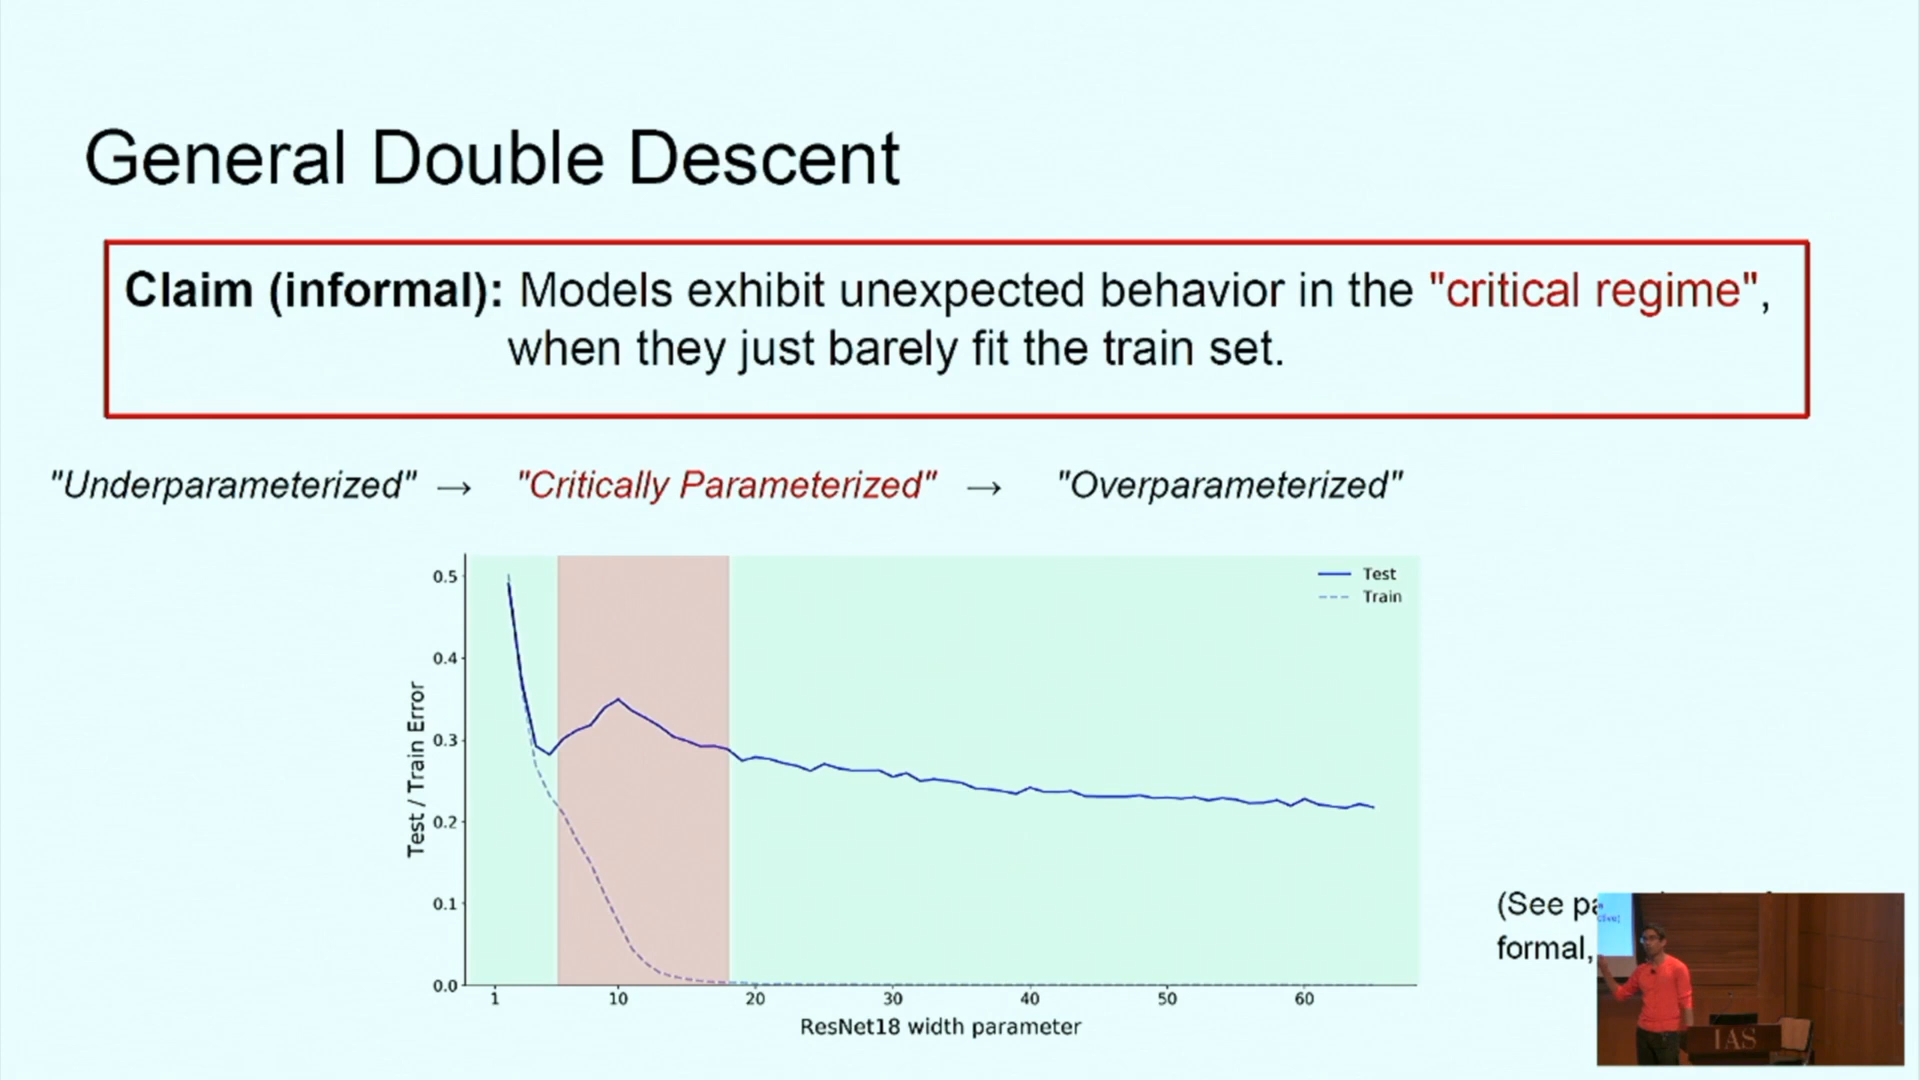 General Double Descent
Claim (informal): Models exhibit unexpected behavior in the "critical regime",
when they just barely fit the train set.
"Underparameterized" → "Critically Parameterized" → "Overparameterized"
Test
Train
0.5
0.4
0.3
0.2
0.1
0.0
Test / Train Error
1 10 20 30 40 50 60
ResNet18 width parameter
(See
formal,
IAS